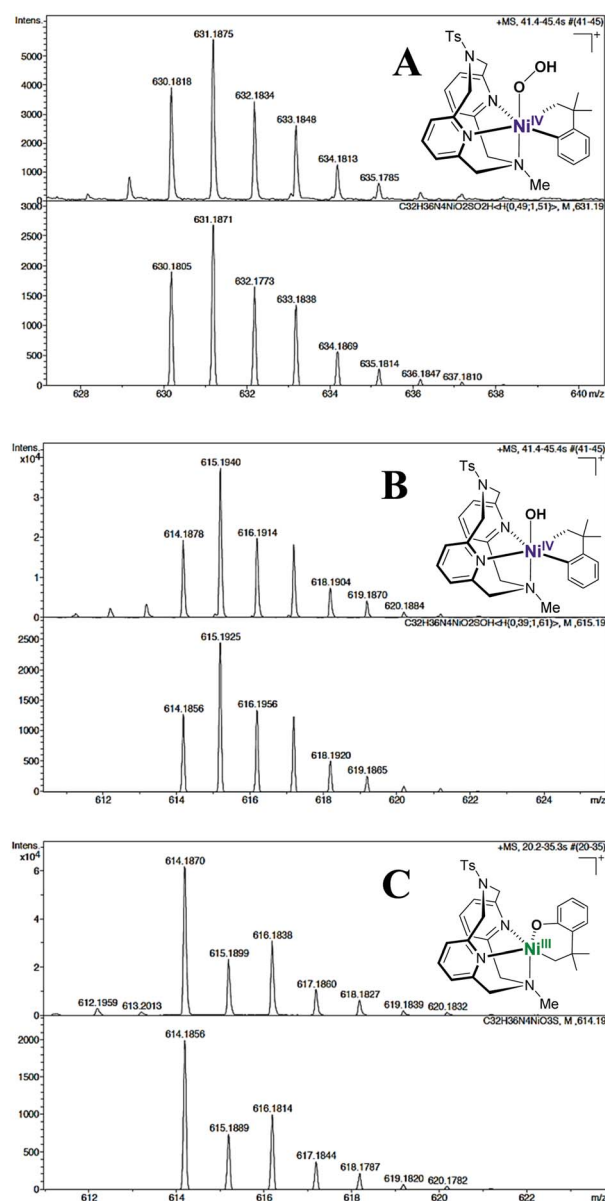 Intens.
+MS, 41.4-45.4s #(41-45)
5000
4000
3000
2000
1000
0
630.1818
631.1875
632.1834
633.1848
634.1813
635.1785
A
Ts
N
N
N
N
Me
O
OH
Ni IV
+
3000
2500
2000
1500
1000
500
0
C32H36N4NiO2SO2H<H{0,49;1,51}>, M ,631.19
630.1805
631.1871
632.1773
633.1838
634.1869
635.1814
636.1847
637.1810
628
630
632
634
636
638
640 m/z
Intens.
x10⁴
+MS, 41.4-45.4s #(41-45)
3
2
1
0
614.1878
615.1940
616.1914
618.1904
619.1870
620.1884
B
Ts
N
N
N
N
Me
OH
Ni IV
+
2500
2000
1500
1000
500
0
C32H36N4NiO2SOH<H{0,39;1,61}>, M ,615.19
614.1856
615.1925
616.1956
618.1920
619.1865
612
614
616
618
620
622
624
m/z
Intens.
x10⁴
+MS, 20.2-35.3s #(20-35)
6
4
2
0
612.1959
613.2013
614.1870
615.1899
616.1838
617.1860
618.1827
619.1839
620.1832
C
Ts
N
N
N
N
Me
O
Ni III
+
2000
1500
1000
500
0
C32H36N4NiO3S, M ,614.19
614.1856
615.1889
616.1814
617.1844
618.1787
619.1820
620.1782
612
614
616
618
620
622
m/z